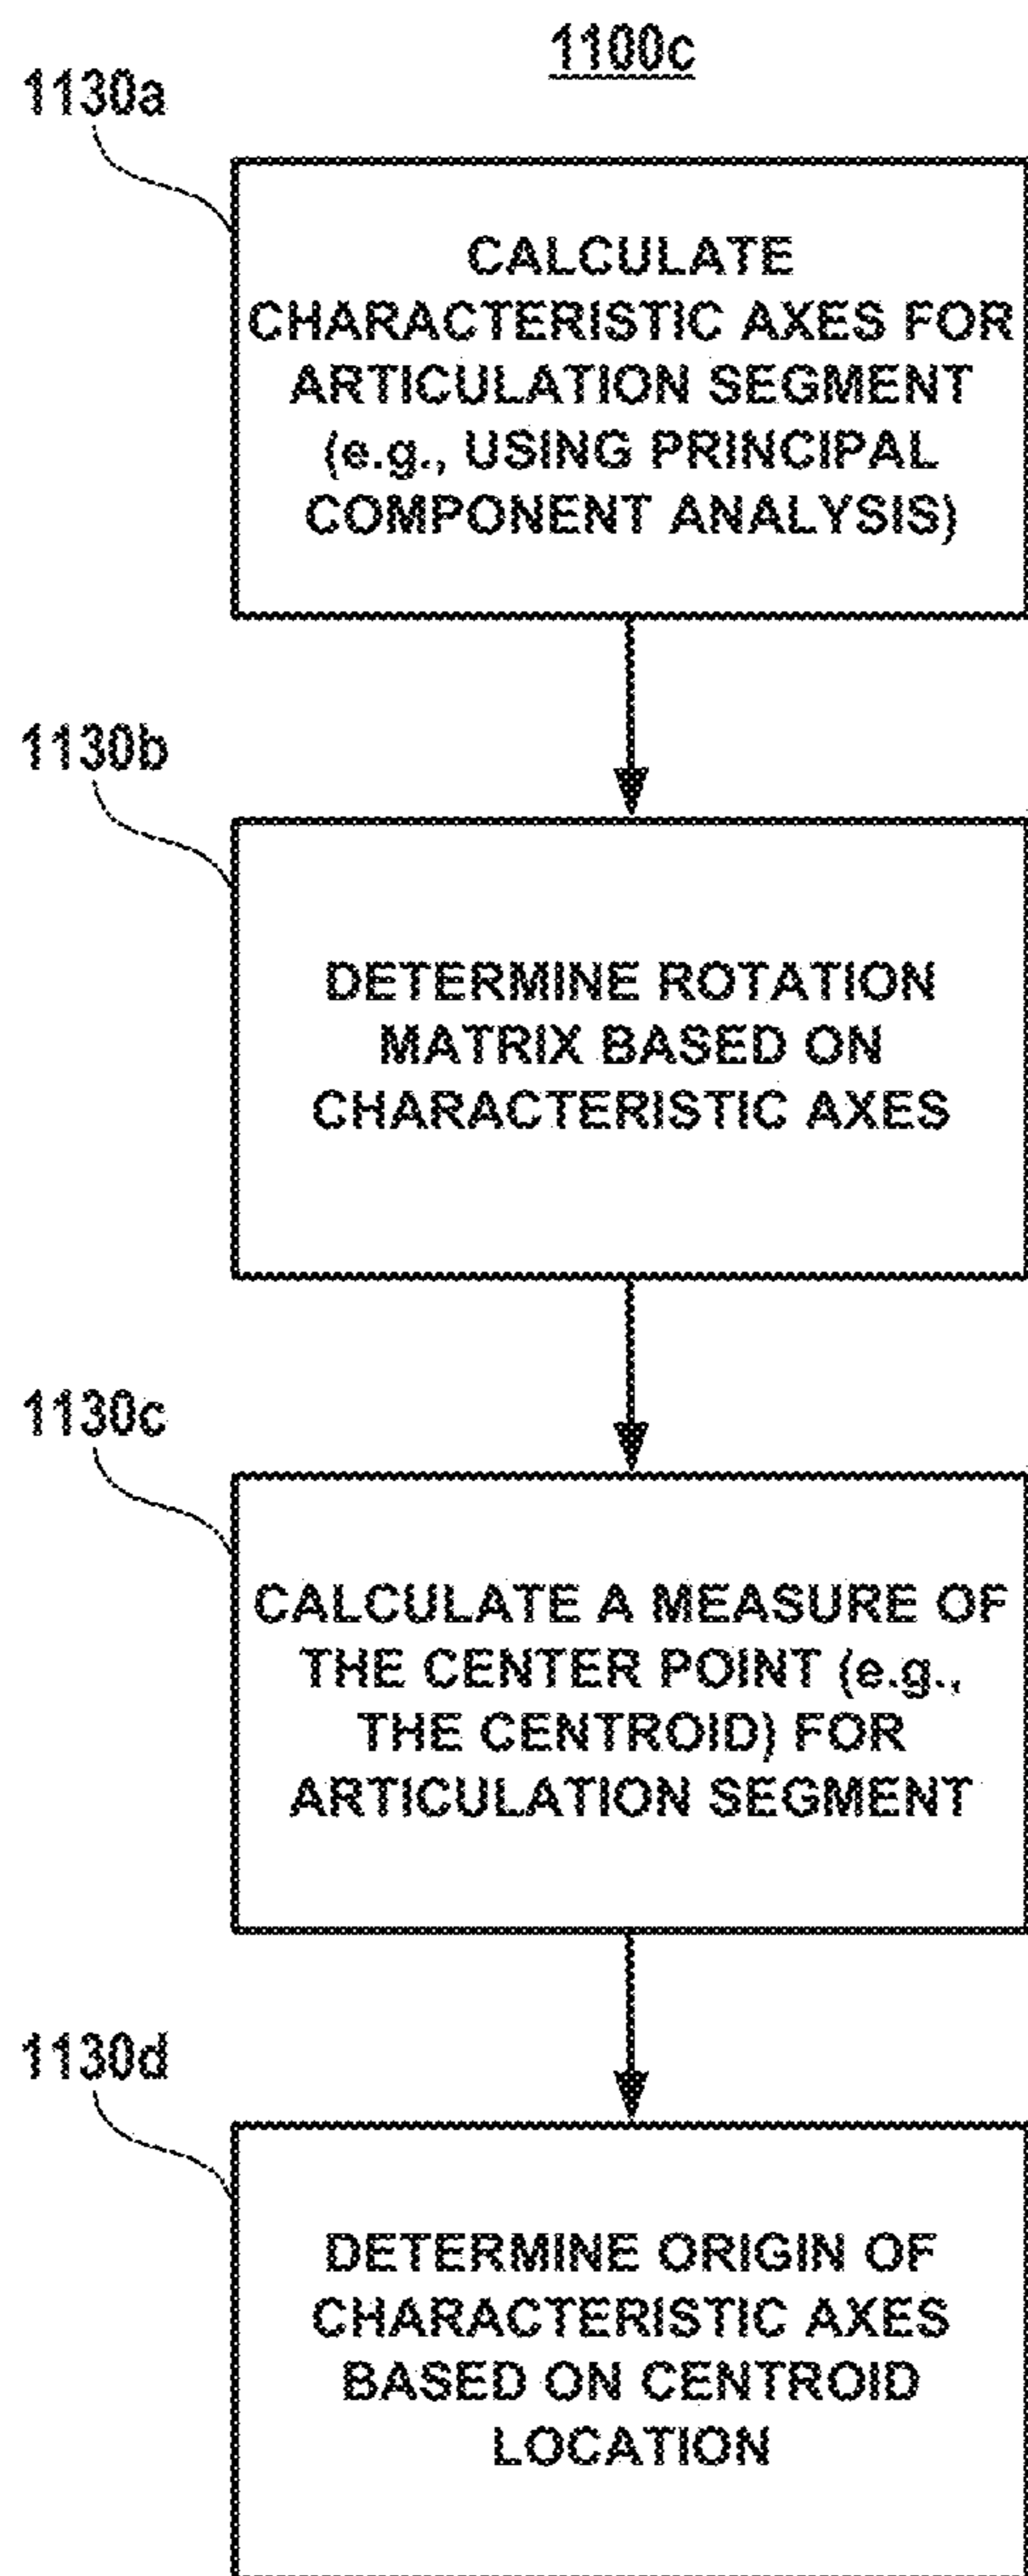 1100c
1130a
CALCULATE
CHARACTERISTIC AXES FOR
ARTICULATION SEGMENT
(e.g., USING PRINCIPAL
COMPONENT ANALYSIS)
1130b
DETERMINE ROTATION
MATRIX BASED ON
CHARACTERISTIC AXES
1130c
CALCULATE A MEASURE OF
THE CENTER POINT (e.g.,
THE CENTROID) FOR
ARTICULATION SEGMENT
1130d
DETERMINE ORIGIN OF
CHARACTERISTIC AXES
BASED ON CENTROID
LOCATION